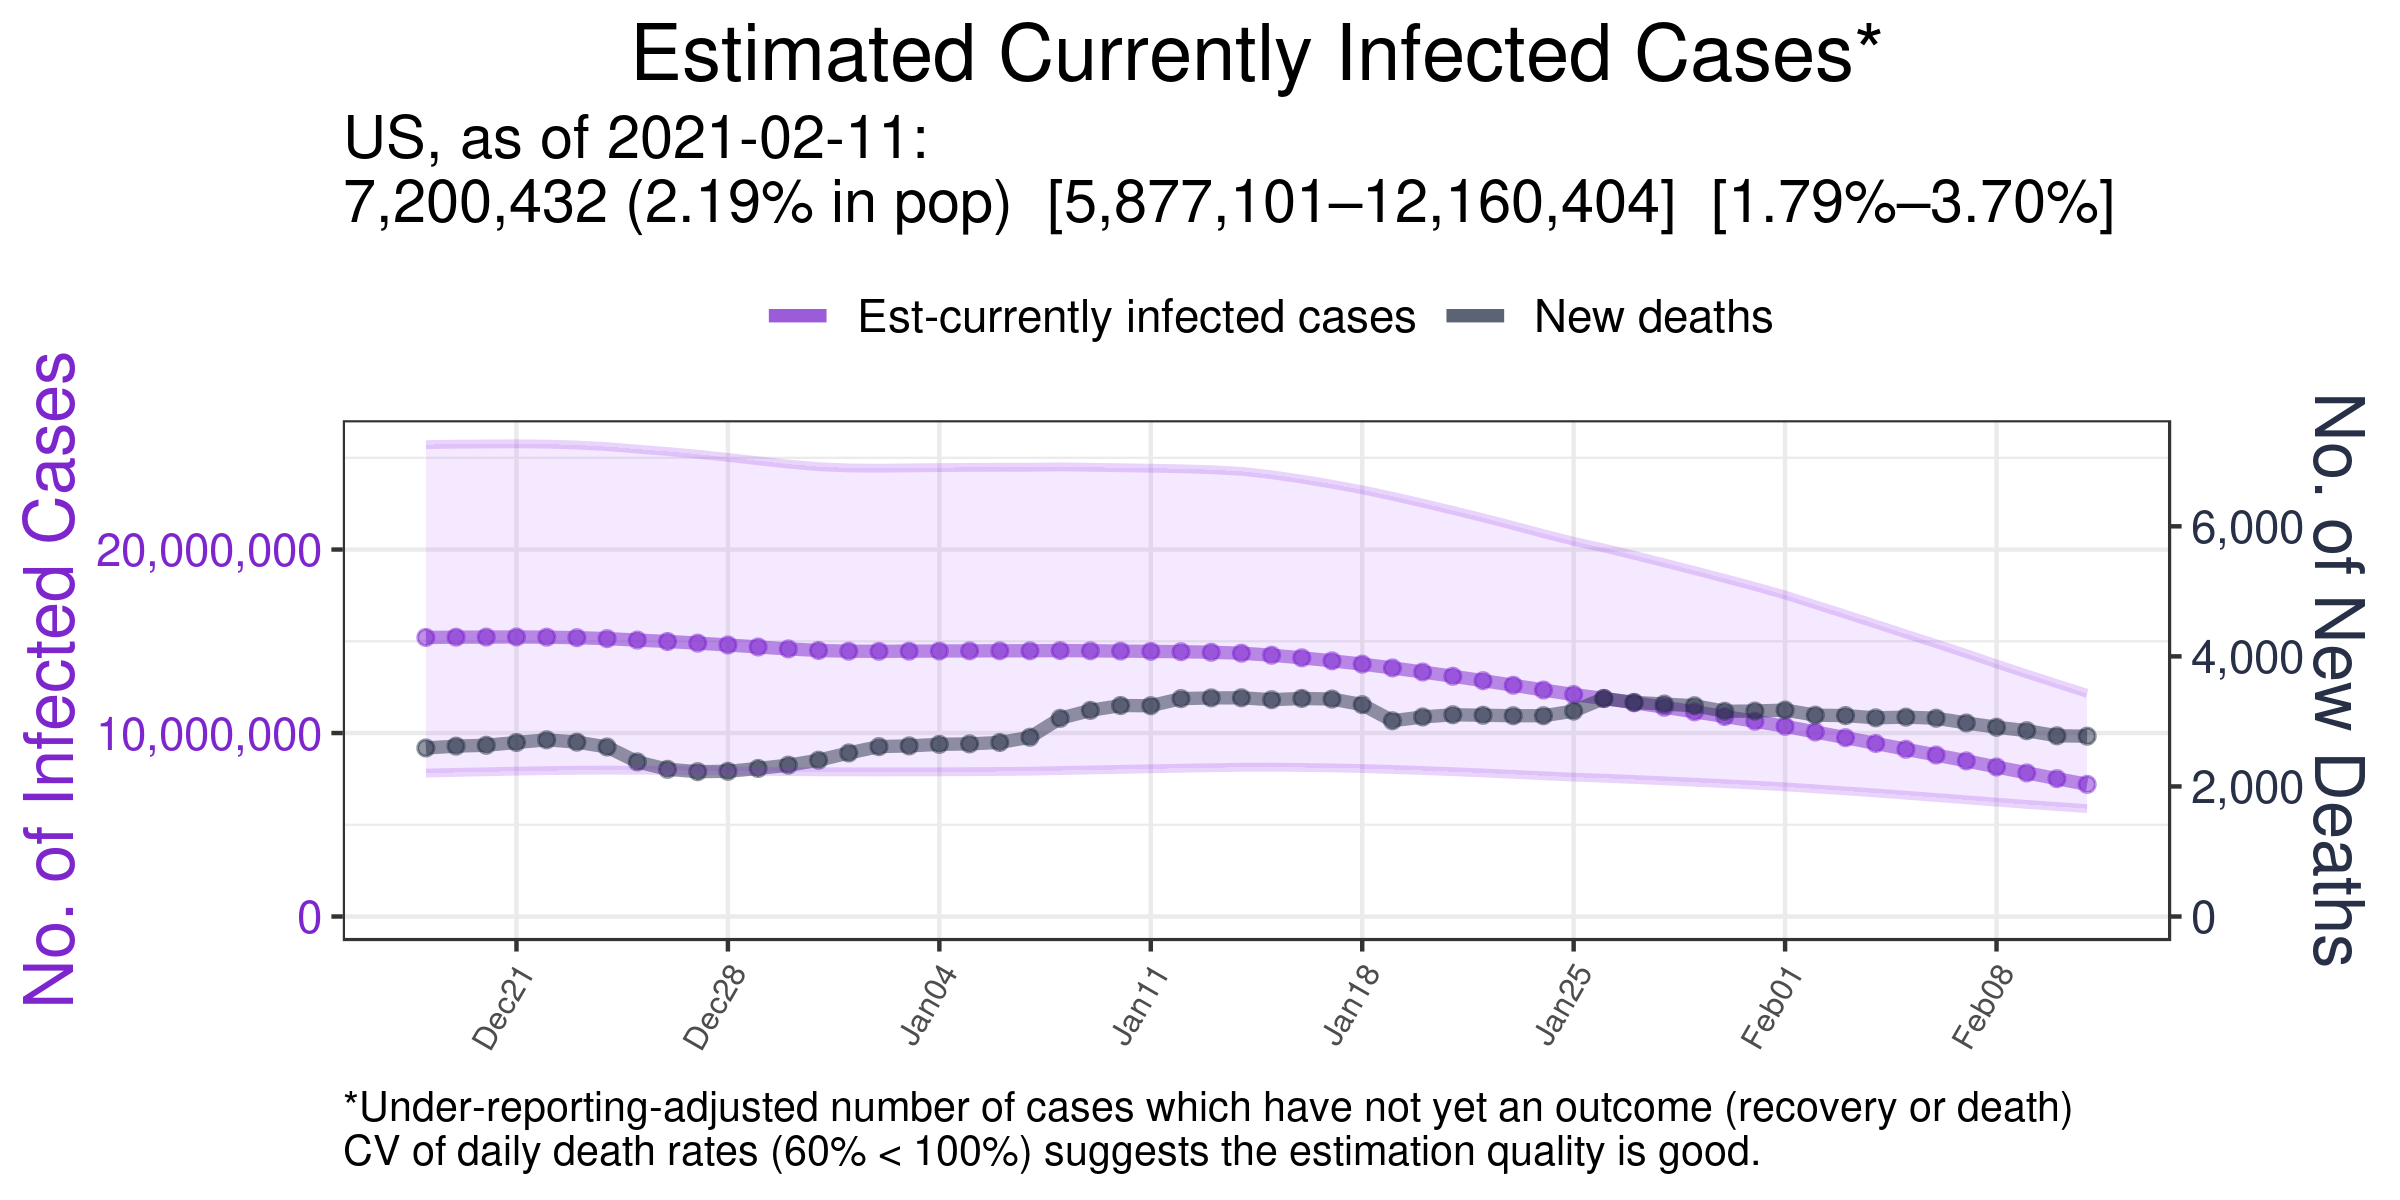 Estimated Currently Infected Cases*
US, as of 2021-02-11:
7,200,432 (2.19% in pop)  [5,877,101–12,160,404]  [1.79%–3.70%]
Est-currently infected cases
New deaths
No. of Infected Cases
20,000,000
10,000,000
0
6,000
4,000
2,000
0
No. of New Deaths
Dec21
Dec28
Jan04
Jan11
Jan18
Jan25
Feb01
Feb08
*Under-reporting-adjusted number of cases which have not yet an outcome (recovery or death)
CV of daily death rates (60% < 100%) suggests the estimation quality is good.